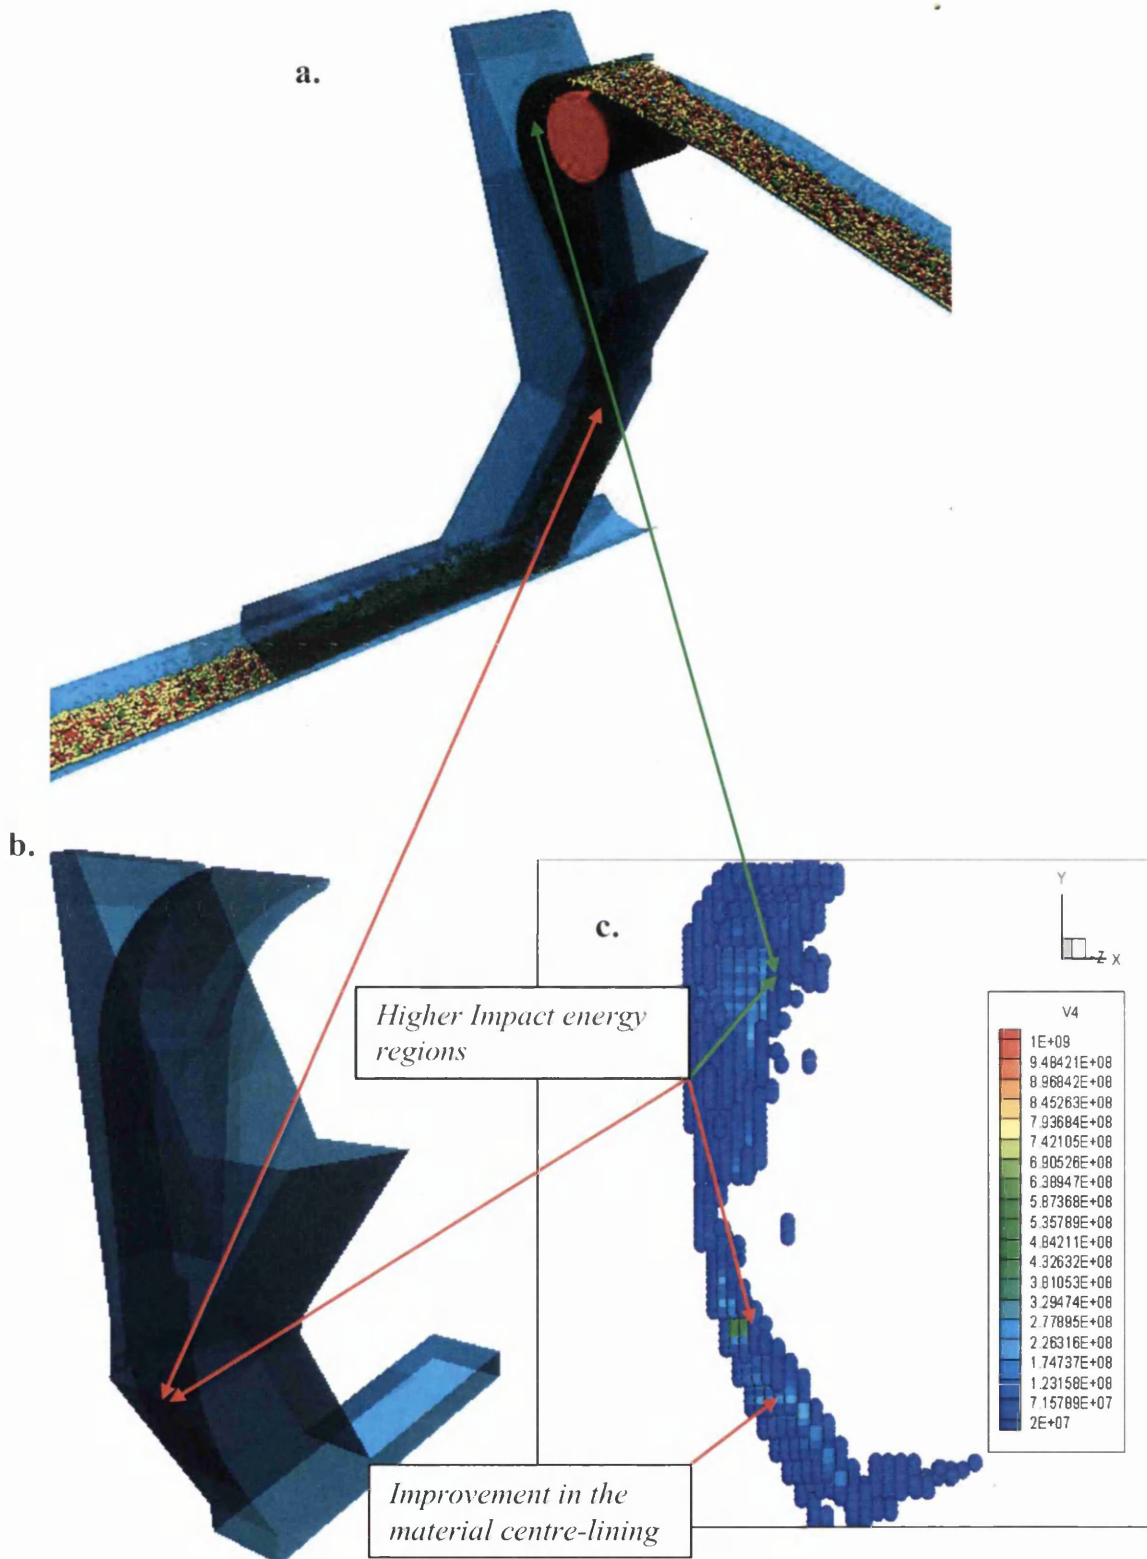 a.
b.
c.
Higher Impact energy
regions
Improvement in the
material centre-lining
Y
Z X
V4
1E+09
9.48421E+08
8.96842E+08
8.45263E+08
7.93684E+08
7.42105E+08
6.90526E+08
6.38947E+08
5.87368E+08
5.35789E+08
4.84211E+08
4.32632E+08
3.81053E+08
3.29474E+08
2.77895E+08
2.26316E+08
1.74737E+08
1.23158E+08
7.15789E+07
2E+07